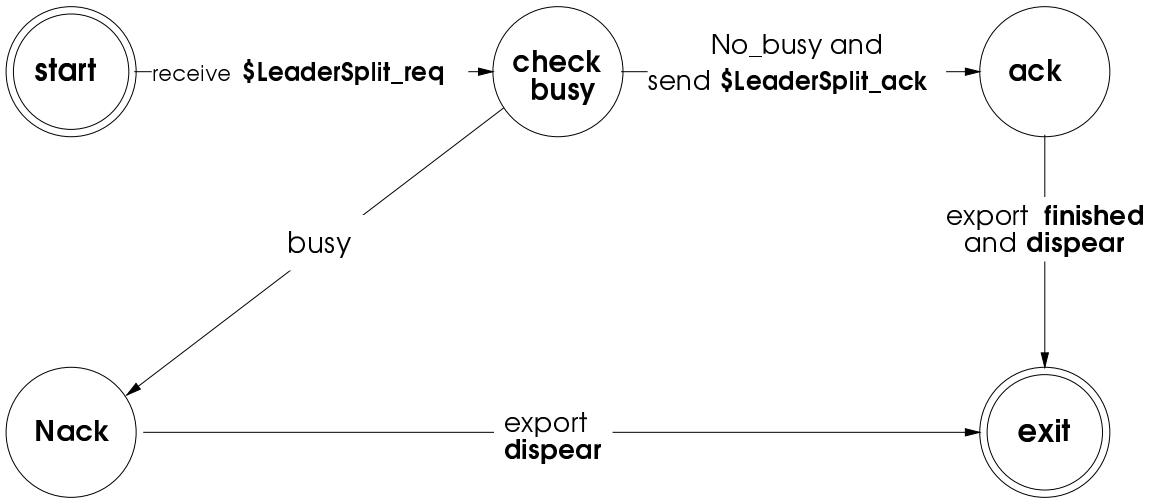 start
receive $LeaderSplit_req
check
busy
No_busy and
send $LeaderSplit_ack
ack
export finished
and dispear
busy
Nack
export
dispear
exit